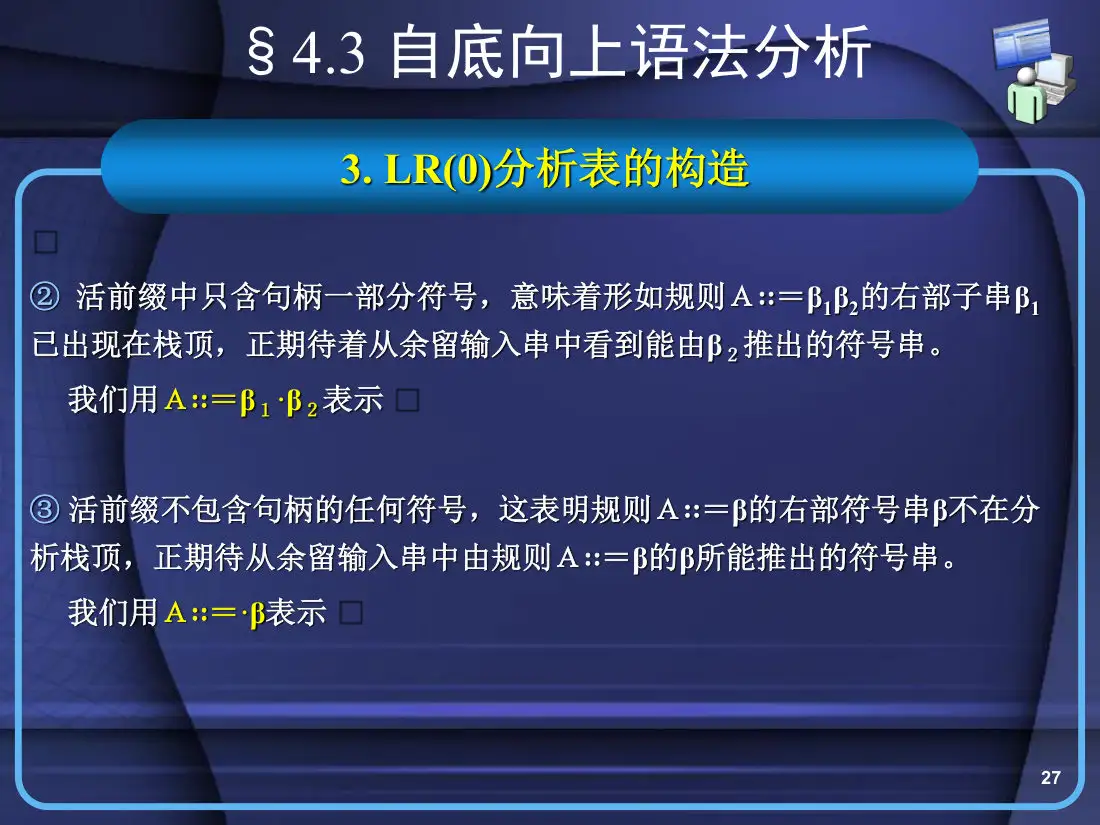 §4.3 自底向上语法分析
3. LR(0)分析表的构造
② 活前缀中只含句柄一部分符号，意味着形如规则Ａ∷＝β₁β₂的右部子串β₁
已出现在栈顶，正期待着从余留输入串中看到能由β₂推出的符号串。
我们用Ａ∷＝β₁·β₂表示
③ 活前缀不包含句柄的任何符号，这表明规则Ａ∷＝β的右部符号串β不在分
析栈顶，正期待从余留输入串中由规则Ａ∷＝β的β所能推出的符号串。
我们用Ａ∷＝·β表示
27